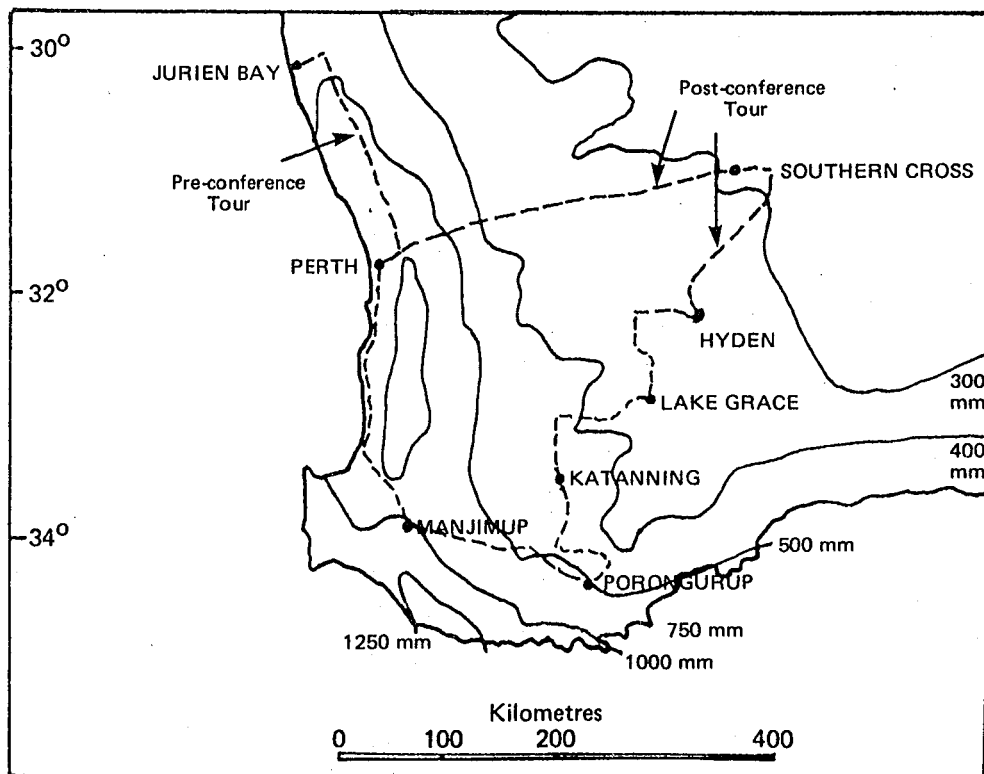 30°
JURIEN BAY
Post-conference
Tour
SOUTHERN CROSS
Pre-conference
Tour
PERTH
32°
HYDEN
300
mm
LAKE GRACE
400
mm
KATANNING
34°
MANJIMUP
500 mm
PORONGURUP
750 mm
1250 mm
1000 mm
Kilometres
0 100 200 400